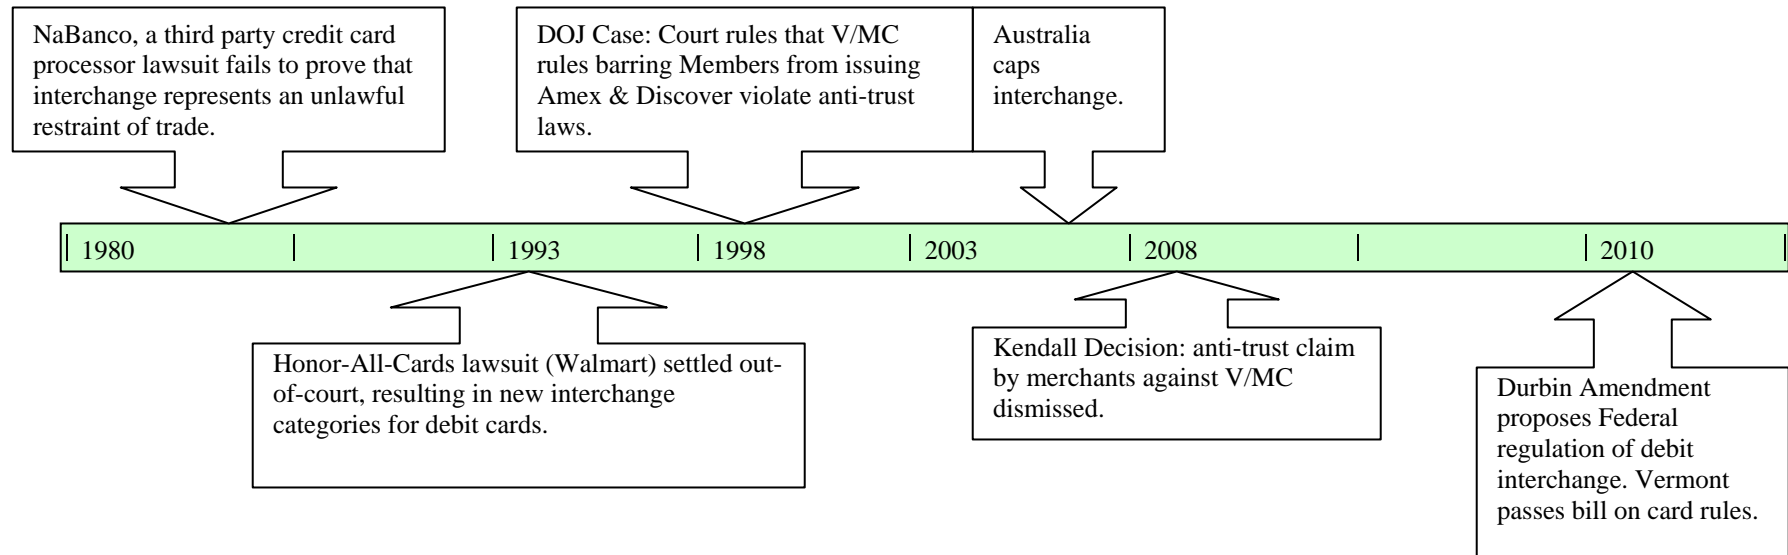 NaBanco, a third party credit card
processor lawsuit fails to prove that
interchange represents an unlawful
restraint of trade.
DOJ Case: Court rules that V/MC
rules barring Members from issuing
Amex & Discover violate anti-trust
laws.
Australia
caps
interchange.
1980
1993
1998
2003
2008
2010
Honor-All-Cards lawsuit (Walmart) settled out-
of-court, resulting in new interchange
categories for debit cards.
Kendall Decision: anti-trust claim
by merchants against V/MC
dismissed.
Durbin Amendment
proposes Federal
regulation of debit
interchange. Vermont
passes bill on card rules.